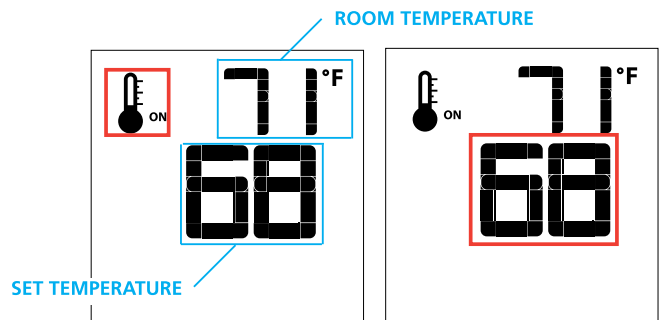 ROOM TEMPERATURE
71 °F
ON
68
SET TEMPERATURE
71 °F
ON
68